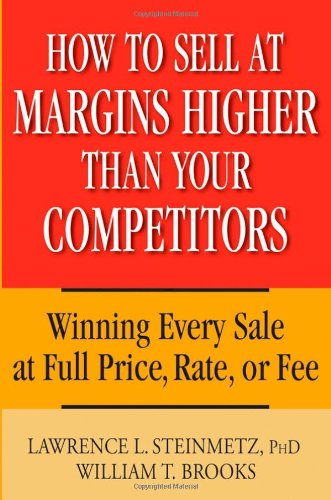 HOW TO SELL AT
MARGINS HIGHER
THAN YOUR
COMPETITORS
Winning Every Sale
at Full Price, Rate, or Fee
LAWRENCE L. STEINMETZ, PHD
WILLIAM T. BROOKS